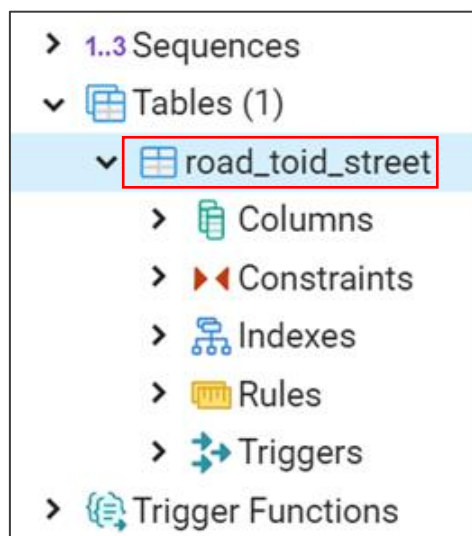 1..3 Sequences
Tables (1)
road_toid_street
Columns
Constraints
Indexes
Rules
Triggers
Trigger Functions